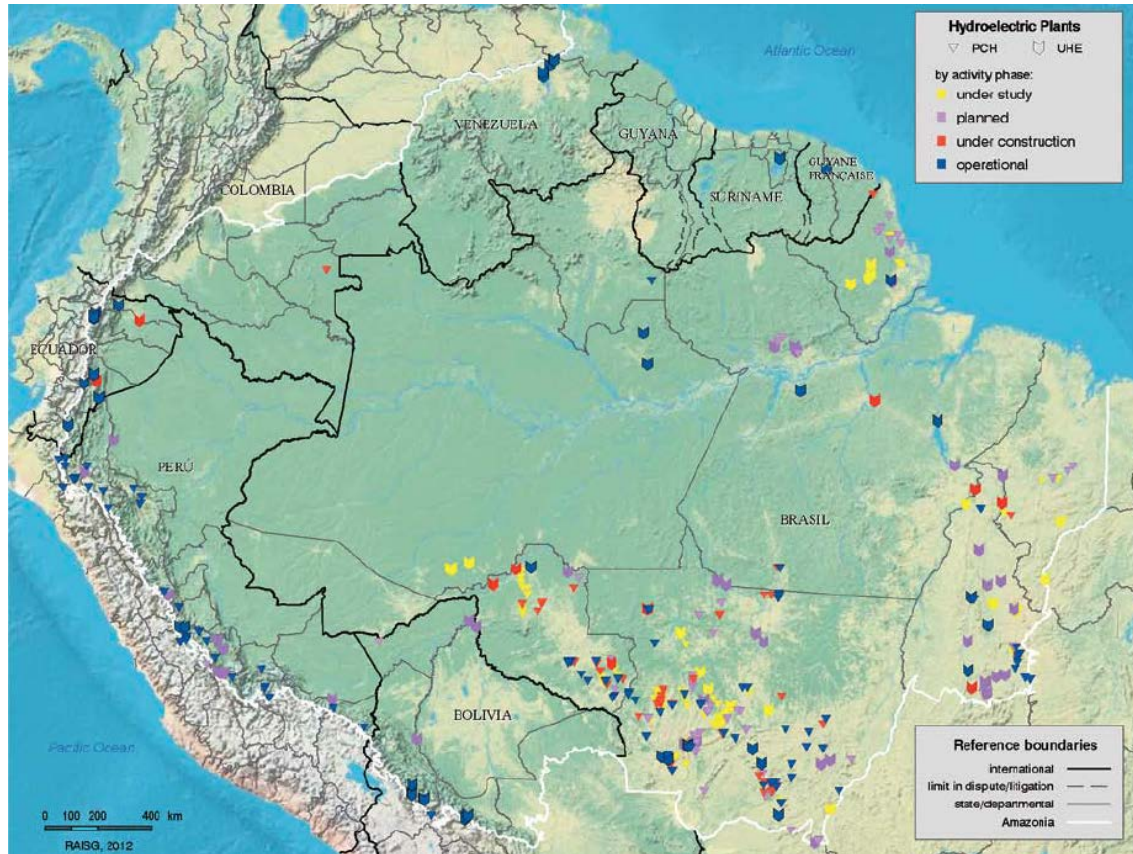 Hydroelectric Plants
PCH UHE
by activity phase:
under study
planned
under construction
operational
Atlantic Ocean
VENEZUELA
GUYANA
GUYANE
FRANÇAISE
SURINAME
COLOMBIA
ECUADOR
PERÚ
BRASIL
BOLIVIA
Pacific Ocean
0 100 200 400 km
RAISG, 2012
Reference boundaries
international
limit in dispute/litigation
state/departmental
Amazonia